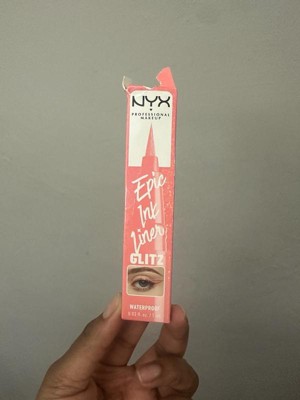 NYX
PROFESSIONAL
MAKEUP
Epic
Ink
Liner
GLITZ
WATERPROOF